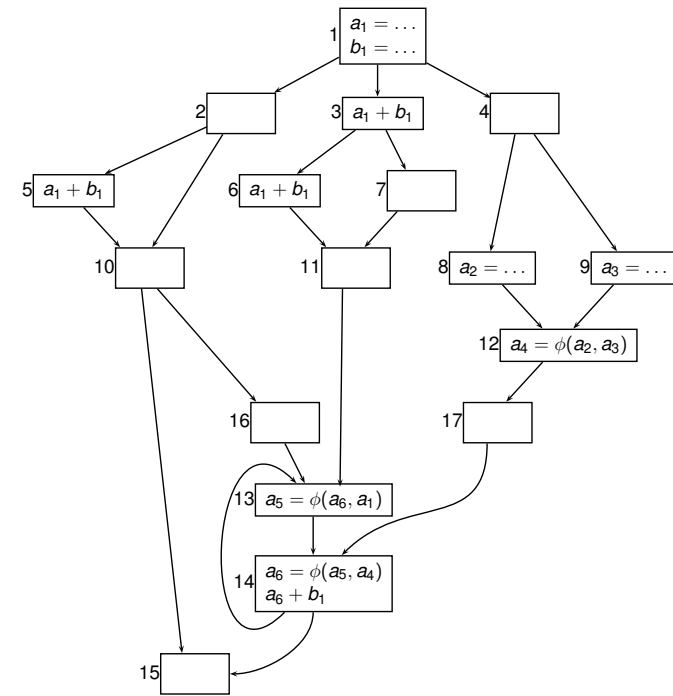 1 a₁ = …
b₁ = …
2
3 a₁ + b₁
4
5 a₁ + b₁
6 a₁ + b₁
7
10
11
8 a₂ = …
9 a₃ = …
12 a₄ = ϕ(a₂, a₃)
16
17
13 a₅ = ϕ(a₆, a₁)
14 a₆ = ϕ(a₅, a₄)
a₆ + b₁
15